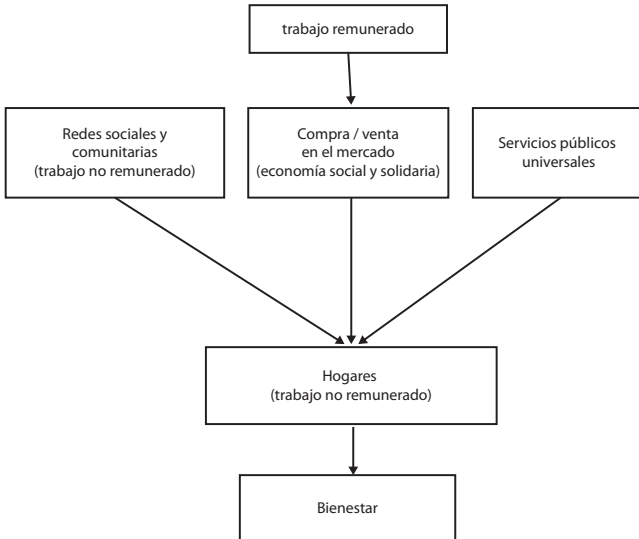 trabajo remunerado
Redes sociales y
comunitarias
(trabajo no remunerado)
Compra / venta
en el mercado
(economía social y solidaria)
Servicios públicos
universales
Hogares
(trabajo no remunerado)
Bienestar